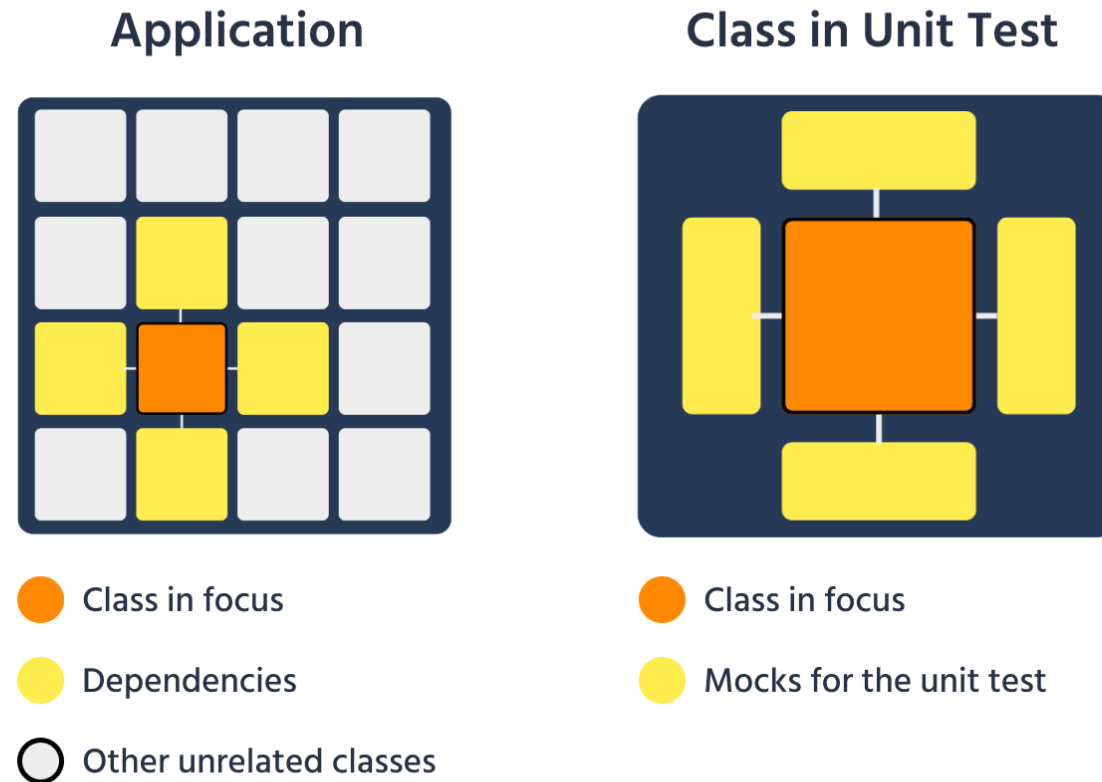 Application
Class in Unit Test
Class in focus
Dependencies
Other unrelated classes
Class in focus
Mocks for the unit test